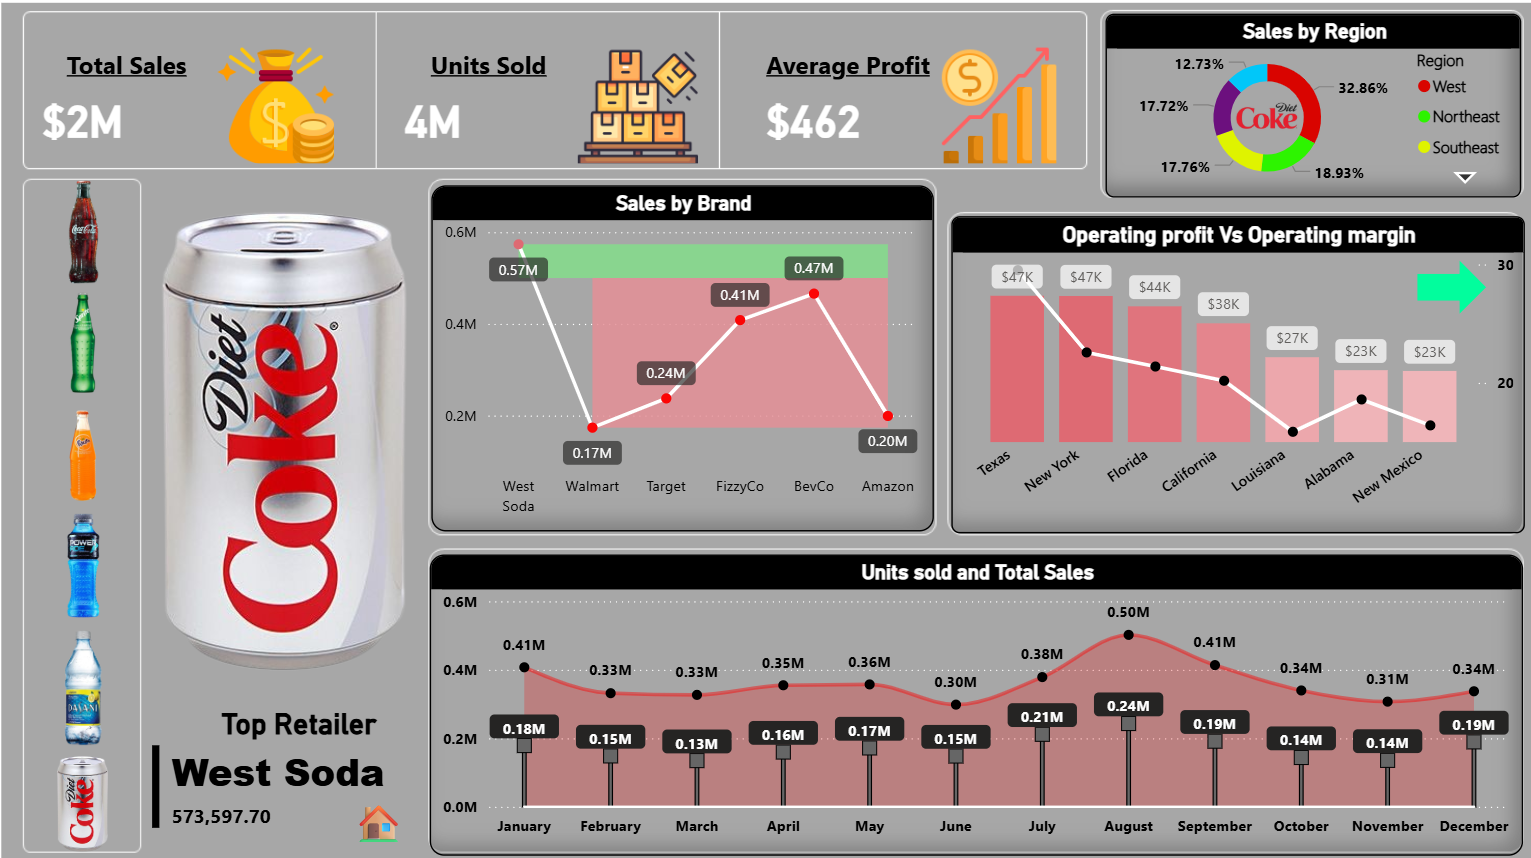 Total Sales
$2M
Units Sold
4M
Average Profit
$462
Sales by Region
Region
West
Northeast
Southeast
12.73%
32.86%
17.72%
17.76%
18.93%
Diet
Coke
Coca-Cola
POWER
DASANI
Diet
Coke
Diet
Coke®
Top Retailer
West Soda
573,597.70
Sales by Brand
0.6M
0.4M
0.2M
0.57M
0.17M
0.24M
0.41M
0.47M
0.20M
West Soda
Walmart
Target
FizzyCo
BevCo
Amazon
Operating profit Vs Operating margin
30
20
$47K
$47K
$44K
$38K
$27K
$23K
$23K
Texas
New York
Florida
California
Louisiana
Alabama
New Mexico
Units sold and Total Sales
0.6M
0.4M
0.2M
0.0M
0.41M
0.33M
0.33M
0.35M
0.36M
0.30M
0.38M
0.50M
0.41M
0.34M
0.31M
0.34M
0.18M
0.15M
0.13M
0.16M
0.17M
0.15M
0.21M
0.24M
0.19M
0.14M
0.14M
0.19M
January
February
March
April
May
June
July
August
September
October
November
December